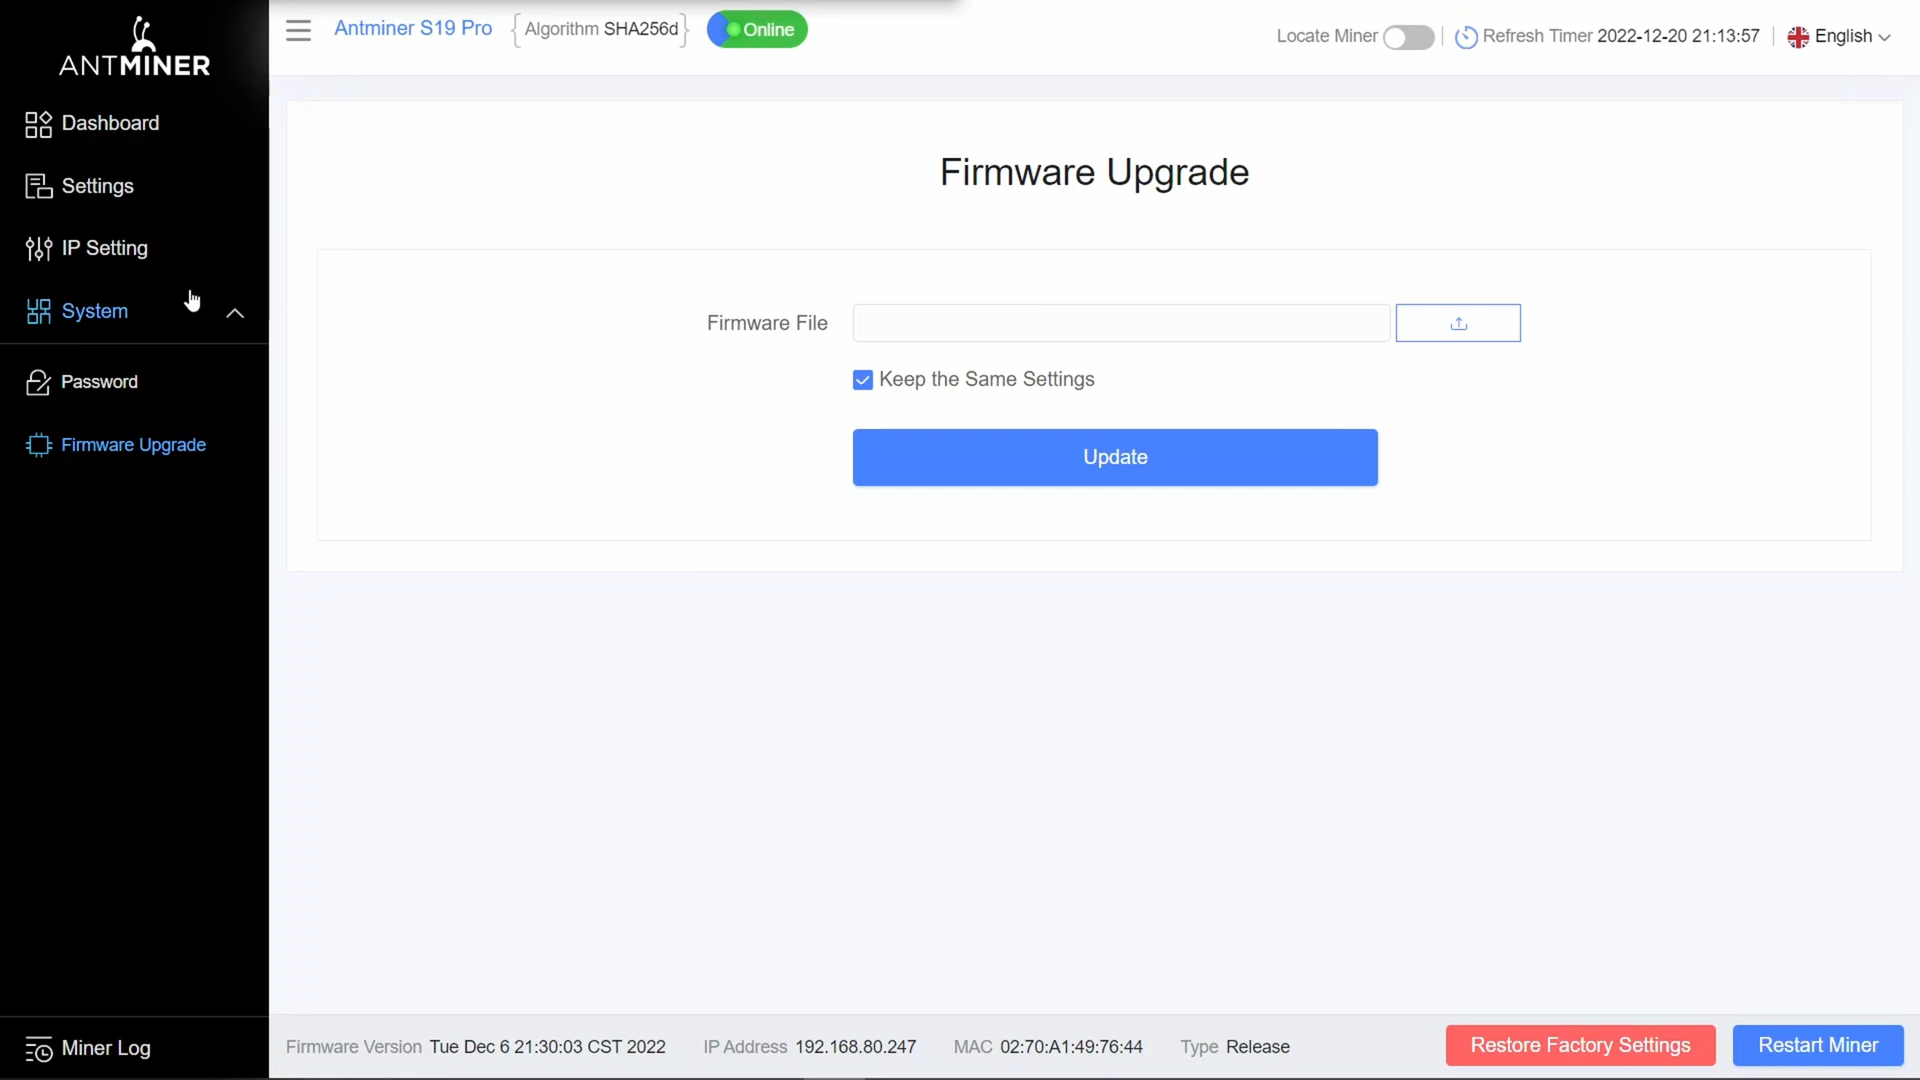 ANTMINER
Dashboard
Settings
IP Setting
System
Password
Firmware Upgrade
Miner Log
Antminer S19 Pro
Algorithm SHA256d
Online
Locate Miner
Refresh Timer 2022-12-20 21:13:57
English
Firmware Upgrade
Firmware File
Keep the Same Settings
Update
Firmware Version Tue Dec 6 21:30:03 CST 2022
IP Address 192.168.80.247
MAC 02:70:A1:49:76:44
Type Release
Restore Factory Settings
Restart Miner